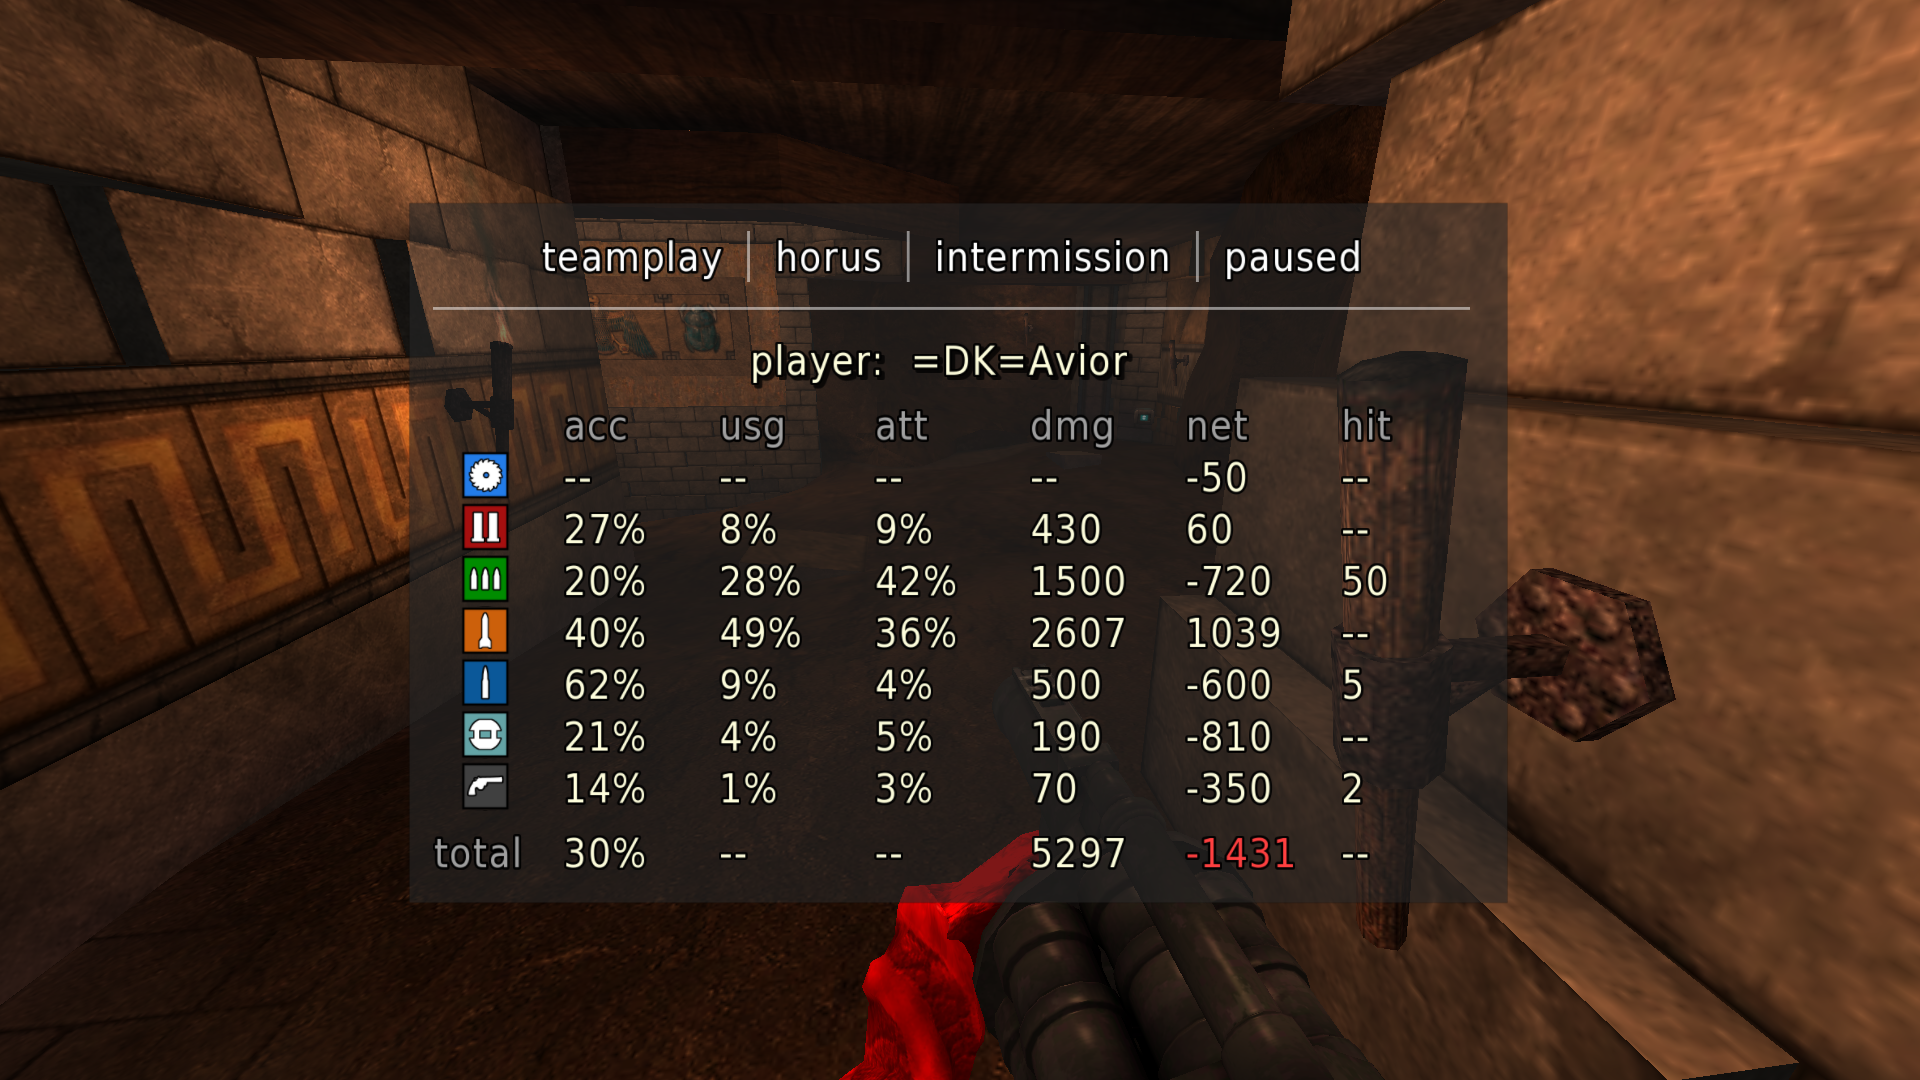 teamplay | horus | intermission | paused
player: =DK=Avior
acc usg att dmg net hit
-- -- -- -- -50 --
27% 8% 9% 430 60 --
20% 28% 42% 1500 -720 50
40% 49% 36% 2607 1039 --
62% 9% 4% 500 -600 5
21% 4% 5% 190 -810 --
14% 1% 3% 70 -350 2
total 30% -- -- 5297 -1431 --